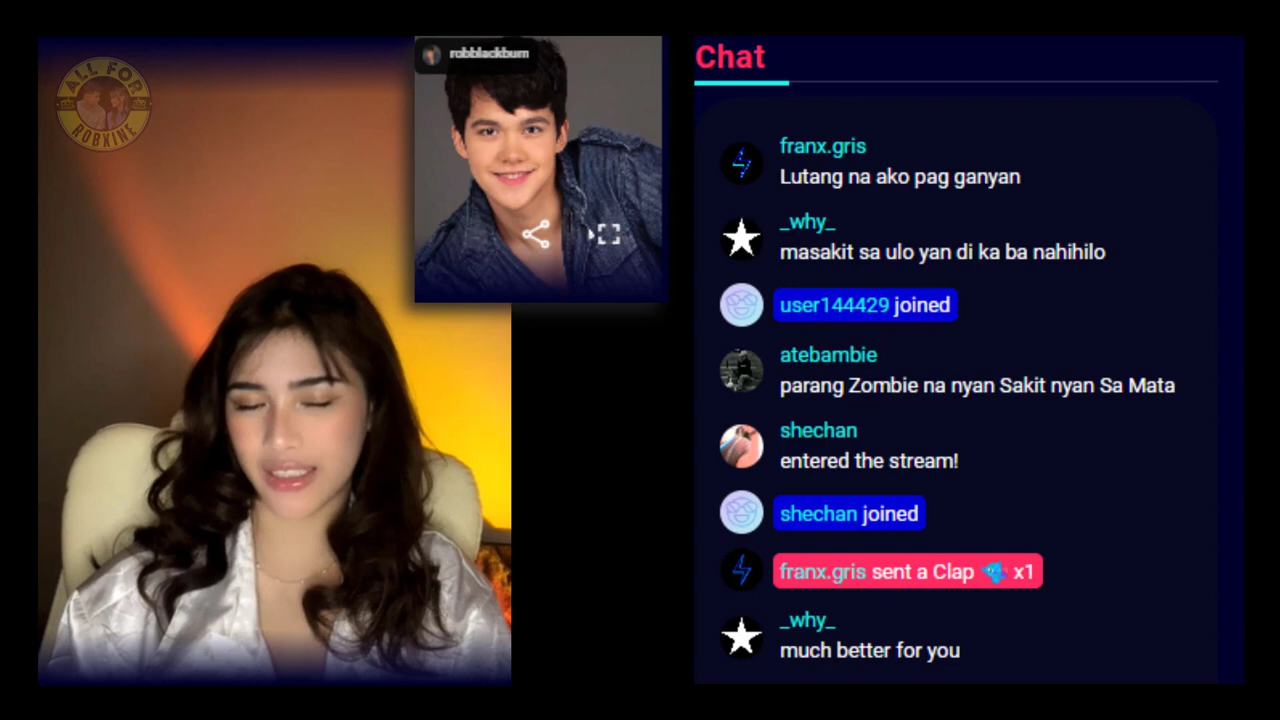 ALL FOR
ROBXINE
robblackburn
Chat
franx.gris
Lutang na ako pag ganyan
_why_
masakit sa ulo yan di ka ba nahihilo
user144429 joined
atebambie
parang Zombie na nyan Sakit nyan Sa Mata
shechan
entered the stream!
shechan joined
franx.gris sent a Clap x1
_why_
much better for you